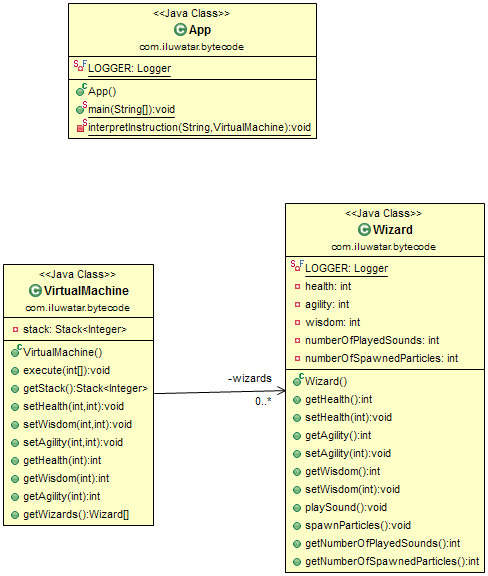 <<Java Class>>
App
com.iluwatar.bytecode
LOGGER: Logger
App()
main(String[]):void
interpretInstruction(String,VirtualMachine):void
<<Java Class>>
VirtualMachine
com.iluwatar.bytecode
stack: Stack<Integer>
VirtualMachine()
execute(int[]):void
getStack():Stack<Integer>
setHealth(int,int):void
setWisdom(int,int):void
setAgility(int,int):void
getHealth(int):int
getWisdom(int):int
getAgility(int):int
getWizards():Wizard[]
-wizards
0..*
<<Java Class>>
Wizard
com.iluwatar.bytecode
LOGGER: Logger
health: int
agility: int
wisdom: int
numberOfPlayedSounds: int
numberOfSpawnedParticles: int
Wizard()
getHealth():int
setHealth(int):void
getAgility():int
setAgility(int):void
getWisdom():int
setWisdom(int):void
playSound():void
spawnParticles():void
getNumberOfPlayedSounds():int
getNumberOfSpawnedParticles():int